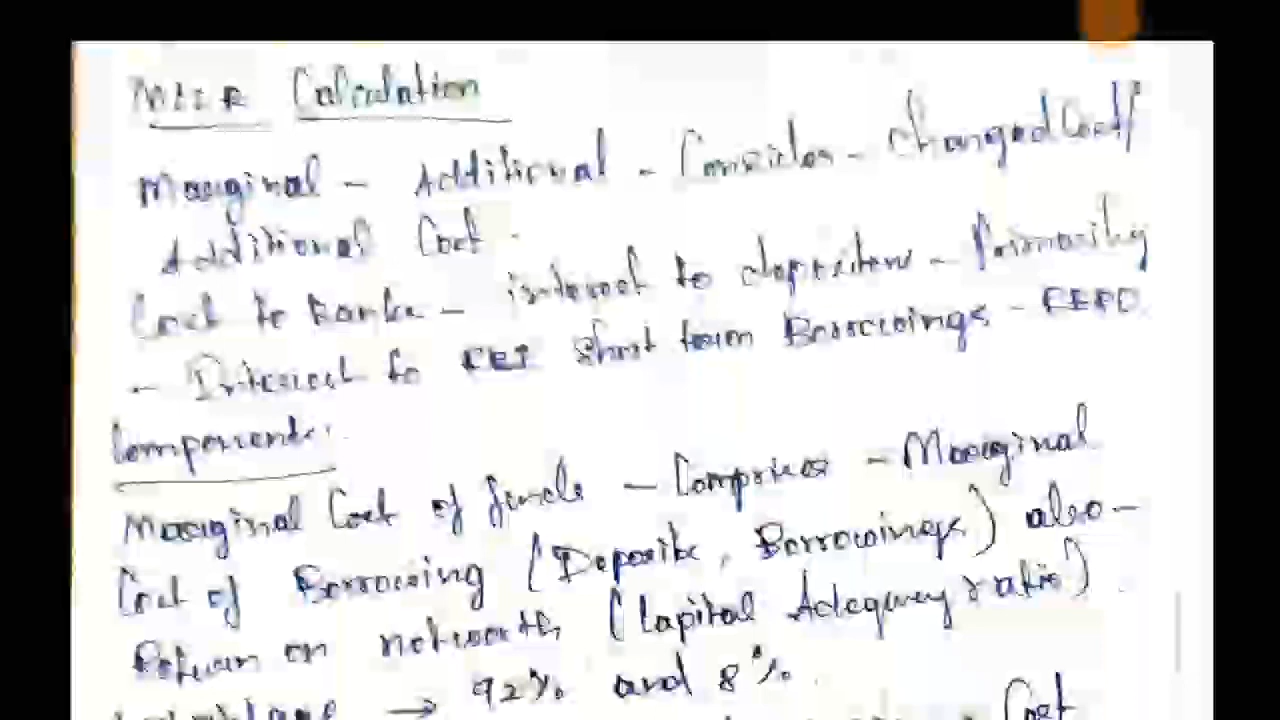 MCLR Calculation
Marginal - Additional - Consider - Changed Cost/
Additional Cost.
Cost to Banks - interest to depositors - Primarily
- Interest to RBI short term Borrowings - REPO
Components:
Marginal Cost of funds - Comprises - Marginal
Cost of Borrowing (Deposits, Borrowings) also -
Return on networth (Capital Adequacy ratio).
→ 92% and 8%.
Cost